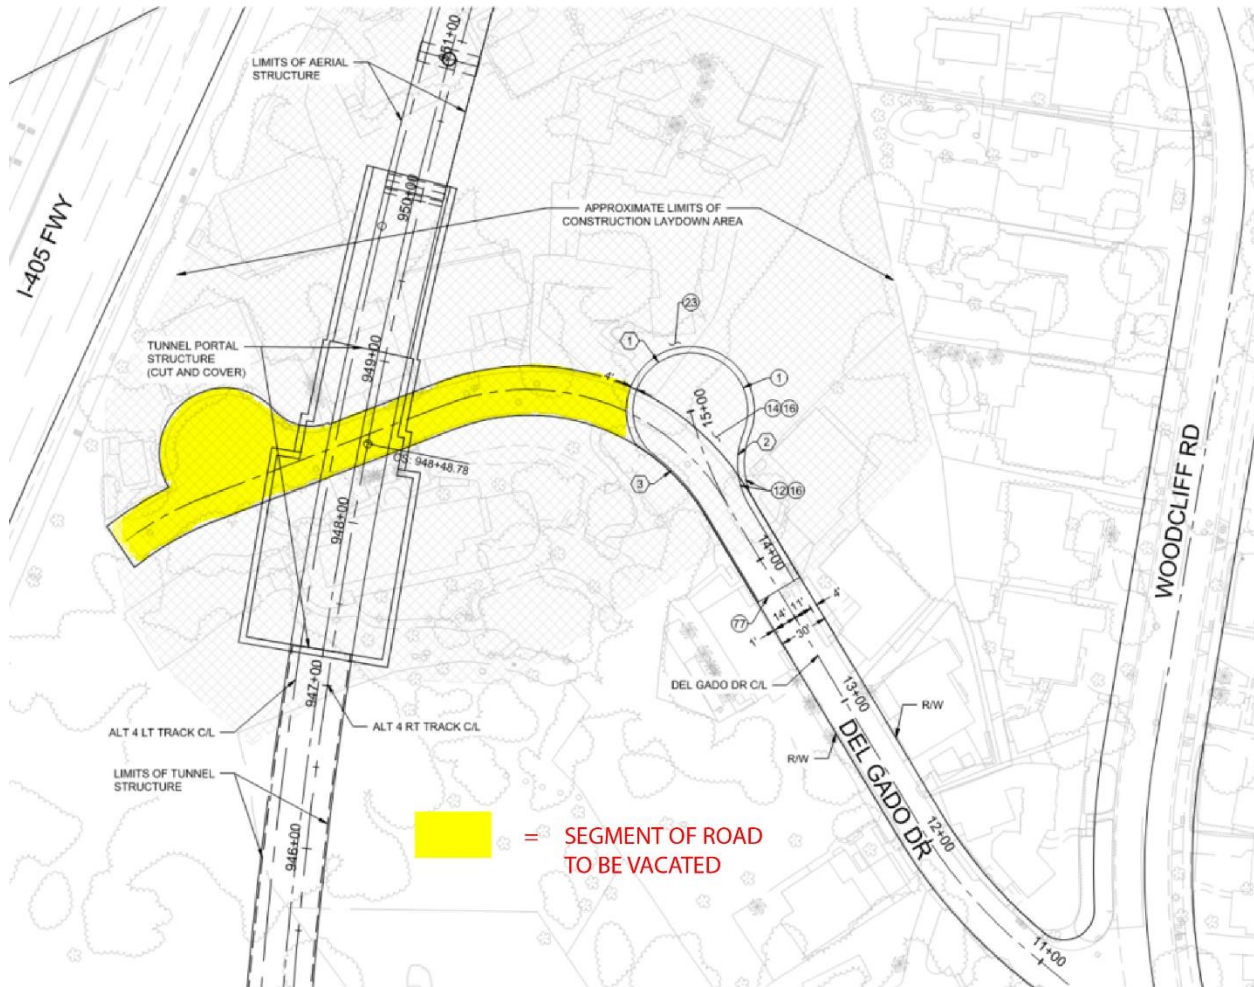 951+00
LIMITS OF AERIAL
STRUCTURE
950+00
I-405 FWY
APPROXIMATE LIMITS OF
CONSTRUCTION LAYDOWN AREA
23
TUNNEL PORTAL
STRUCTURE
(CUT AND COVER)
949+00
1
4'
1
15+00
14 16
2
CS: 948+48.78
3
12 16
WOODCLIFF RD
948+00
14+00
77
1'
14'
11'
4'
30'
DEL GADO DR C/L
947+00
13+00
R/W
ALT 4 LT TRACK C/L
ALT 4 RT TRACK C/L
R/W
DEL GADO DR
LIMITS OF TUNNEL
STRUCTURE
946+00
12+00
= SEGMENT OF ROAD
TO BE VACATED
11+00